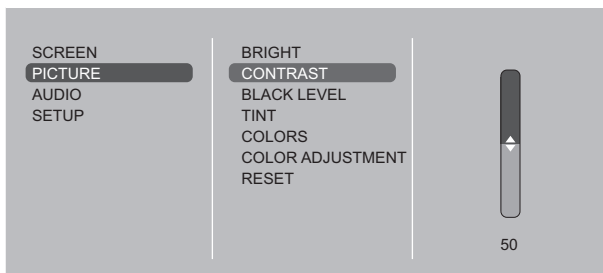 SCREEN
PICTURE
AUDIO
SETUP
BRIGHT
CONTRAST
BLACK LEVEL
TINT
COLORS
COLOR ADJUSTMENT
RESET
50